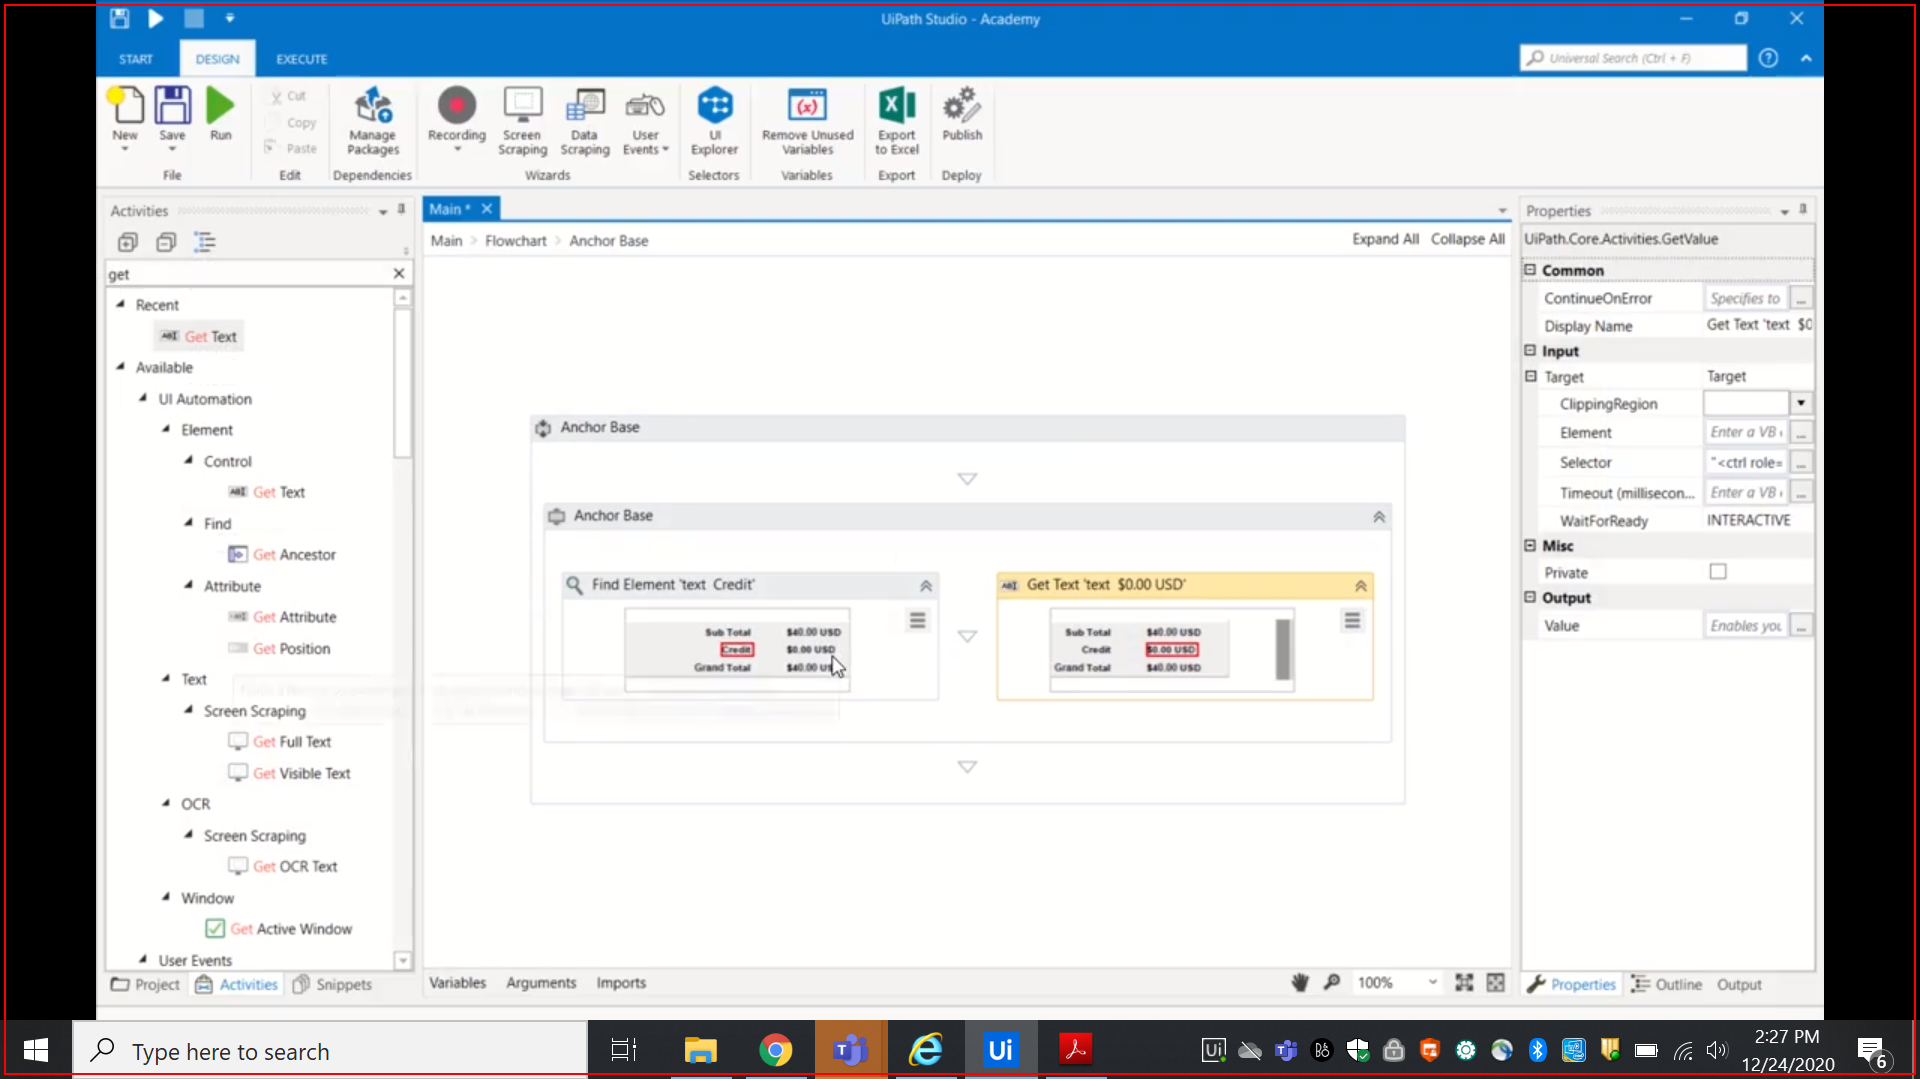 UiPath Studio - Academy
START DESIGN EXECUTE
Universal Search (Ctrl + F)
New Save Run
Cut
Copy
Paste
Manage Packages
Recording
Screen Scraping
Data Scraping
User Events
UI Explorer
Remove Unused Variables
Export to Excel
Publish
File Edit Dependencies Wizards Selectors Variables Export Deploy
Activities
get
Recent
Get Text
Available
UI Automation
Element
Control
Get Text
Find
Get Ancestor
Attribute
Get Attribute
Get Position
Text
Screen Scraping
Get Full Text
Get Visible Text
OCR
Screen Scraping
Get OCR Text
Window
Get Active Window
User Events
Project Activities Snippets
Main *
Main > Flowchart > Anchor Base
Expand All Collapse All
Anchor Base
Anchor Base
Find Element 'text Credit'
Sub Total $40.00 USD
Credit $0.00 USD
Grand Total $40.00
Get Text 'text $0.00 USD'
Sub Total $40.00 USD
Credit $0.00 USD
Grand Total $40.00 USD
Variables Arguments Imports
100%
Properties
UiPath.Core.Activities.GetValue
Common
ContinueOnError Specifies to ...
Display Name Get Text 'text $0
Input
Target Target
ClippingRegion
Element Enter a VB ...
Selector "<ctrl role= ...
Timeout (millisecon... Enter a VB ...
WaitForReady INTERACTIVE
Misc
Private
Output
Value Enables you ...
Properties Outline Output
Type here to search
Ui
2:27 PM
12/24/2020
6